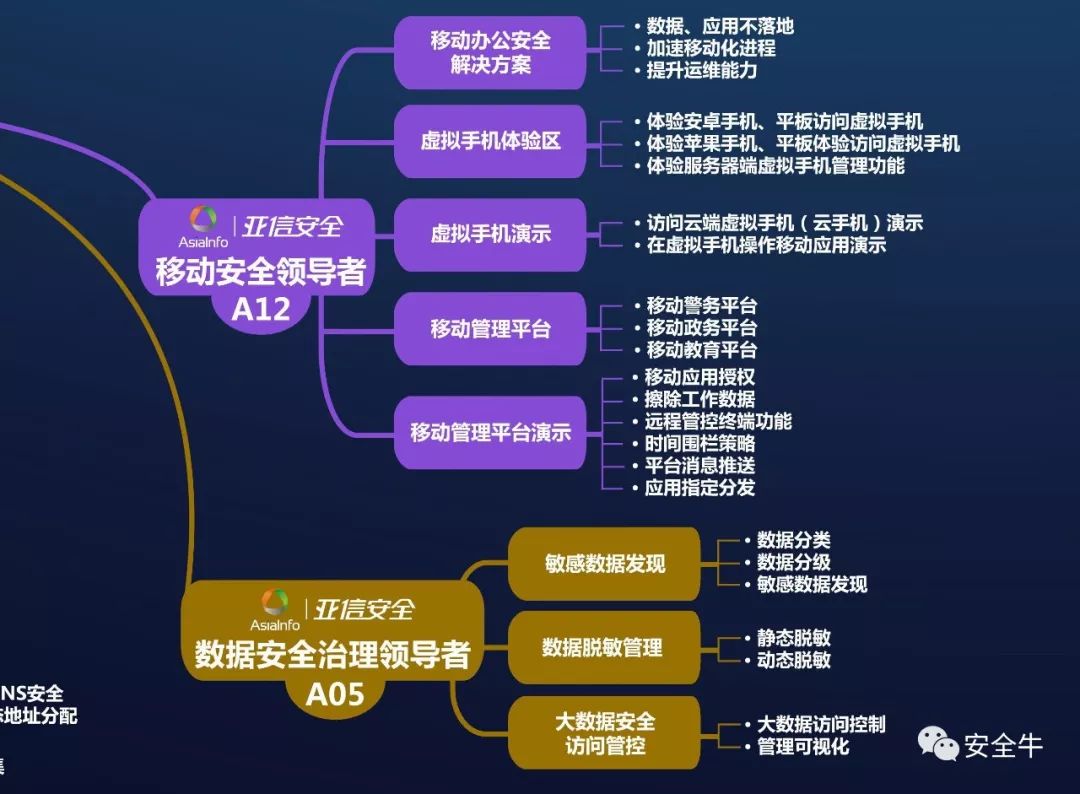 移动办公安全
解决方案
• 数据、应用不落地
• 加速移动化进程
• 提升运维能力
虚拟手机体验区
• 体验安卓手机、平板访问虚拟手机
• 体验苹果手机、平板体验访问虚拟手机
• 体验服务器端虚拟手机管理功能
AsiaInfo 亚信安全
移动安全领导者
A12
虚拟手机演示
• 访问云端虚拟手机（云手机）演示
• 在虚拟手机操作移动应用演示
移动管理平台
• 移动警务平台
• 移动政务平台
• 移动教育平台
移动管理平台演示
• 移动应用授权
• 擦除工作数据
• 远程管控终端功能
• 时间围栏策略
• 平台消息推送
• 应用指定分发
敏感数据发现
• 数据分类
• 数据分级
• 敏感数据发现
AsiaInfo 亚信安全
数据安全治理领导者
A05
数据脱敏管理
• 静态脱敏
• 动态脱敏
大数据安全
访问管控
• 大数据访问控制
• 管理可视化
NS安全
地址分配
安全牛